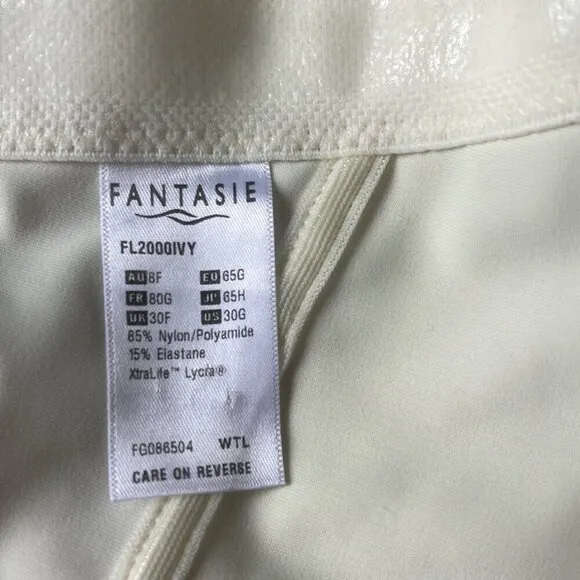 FANTASIE
FL2000IVY
AU 8F EU 65G
FR 80G JP 65H
UK 30F US 30G
85% Nylon/Polyamide
15% Elastane
XtraLife™ Lycra®
FG086504 WTL
CARE ON REVERSE